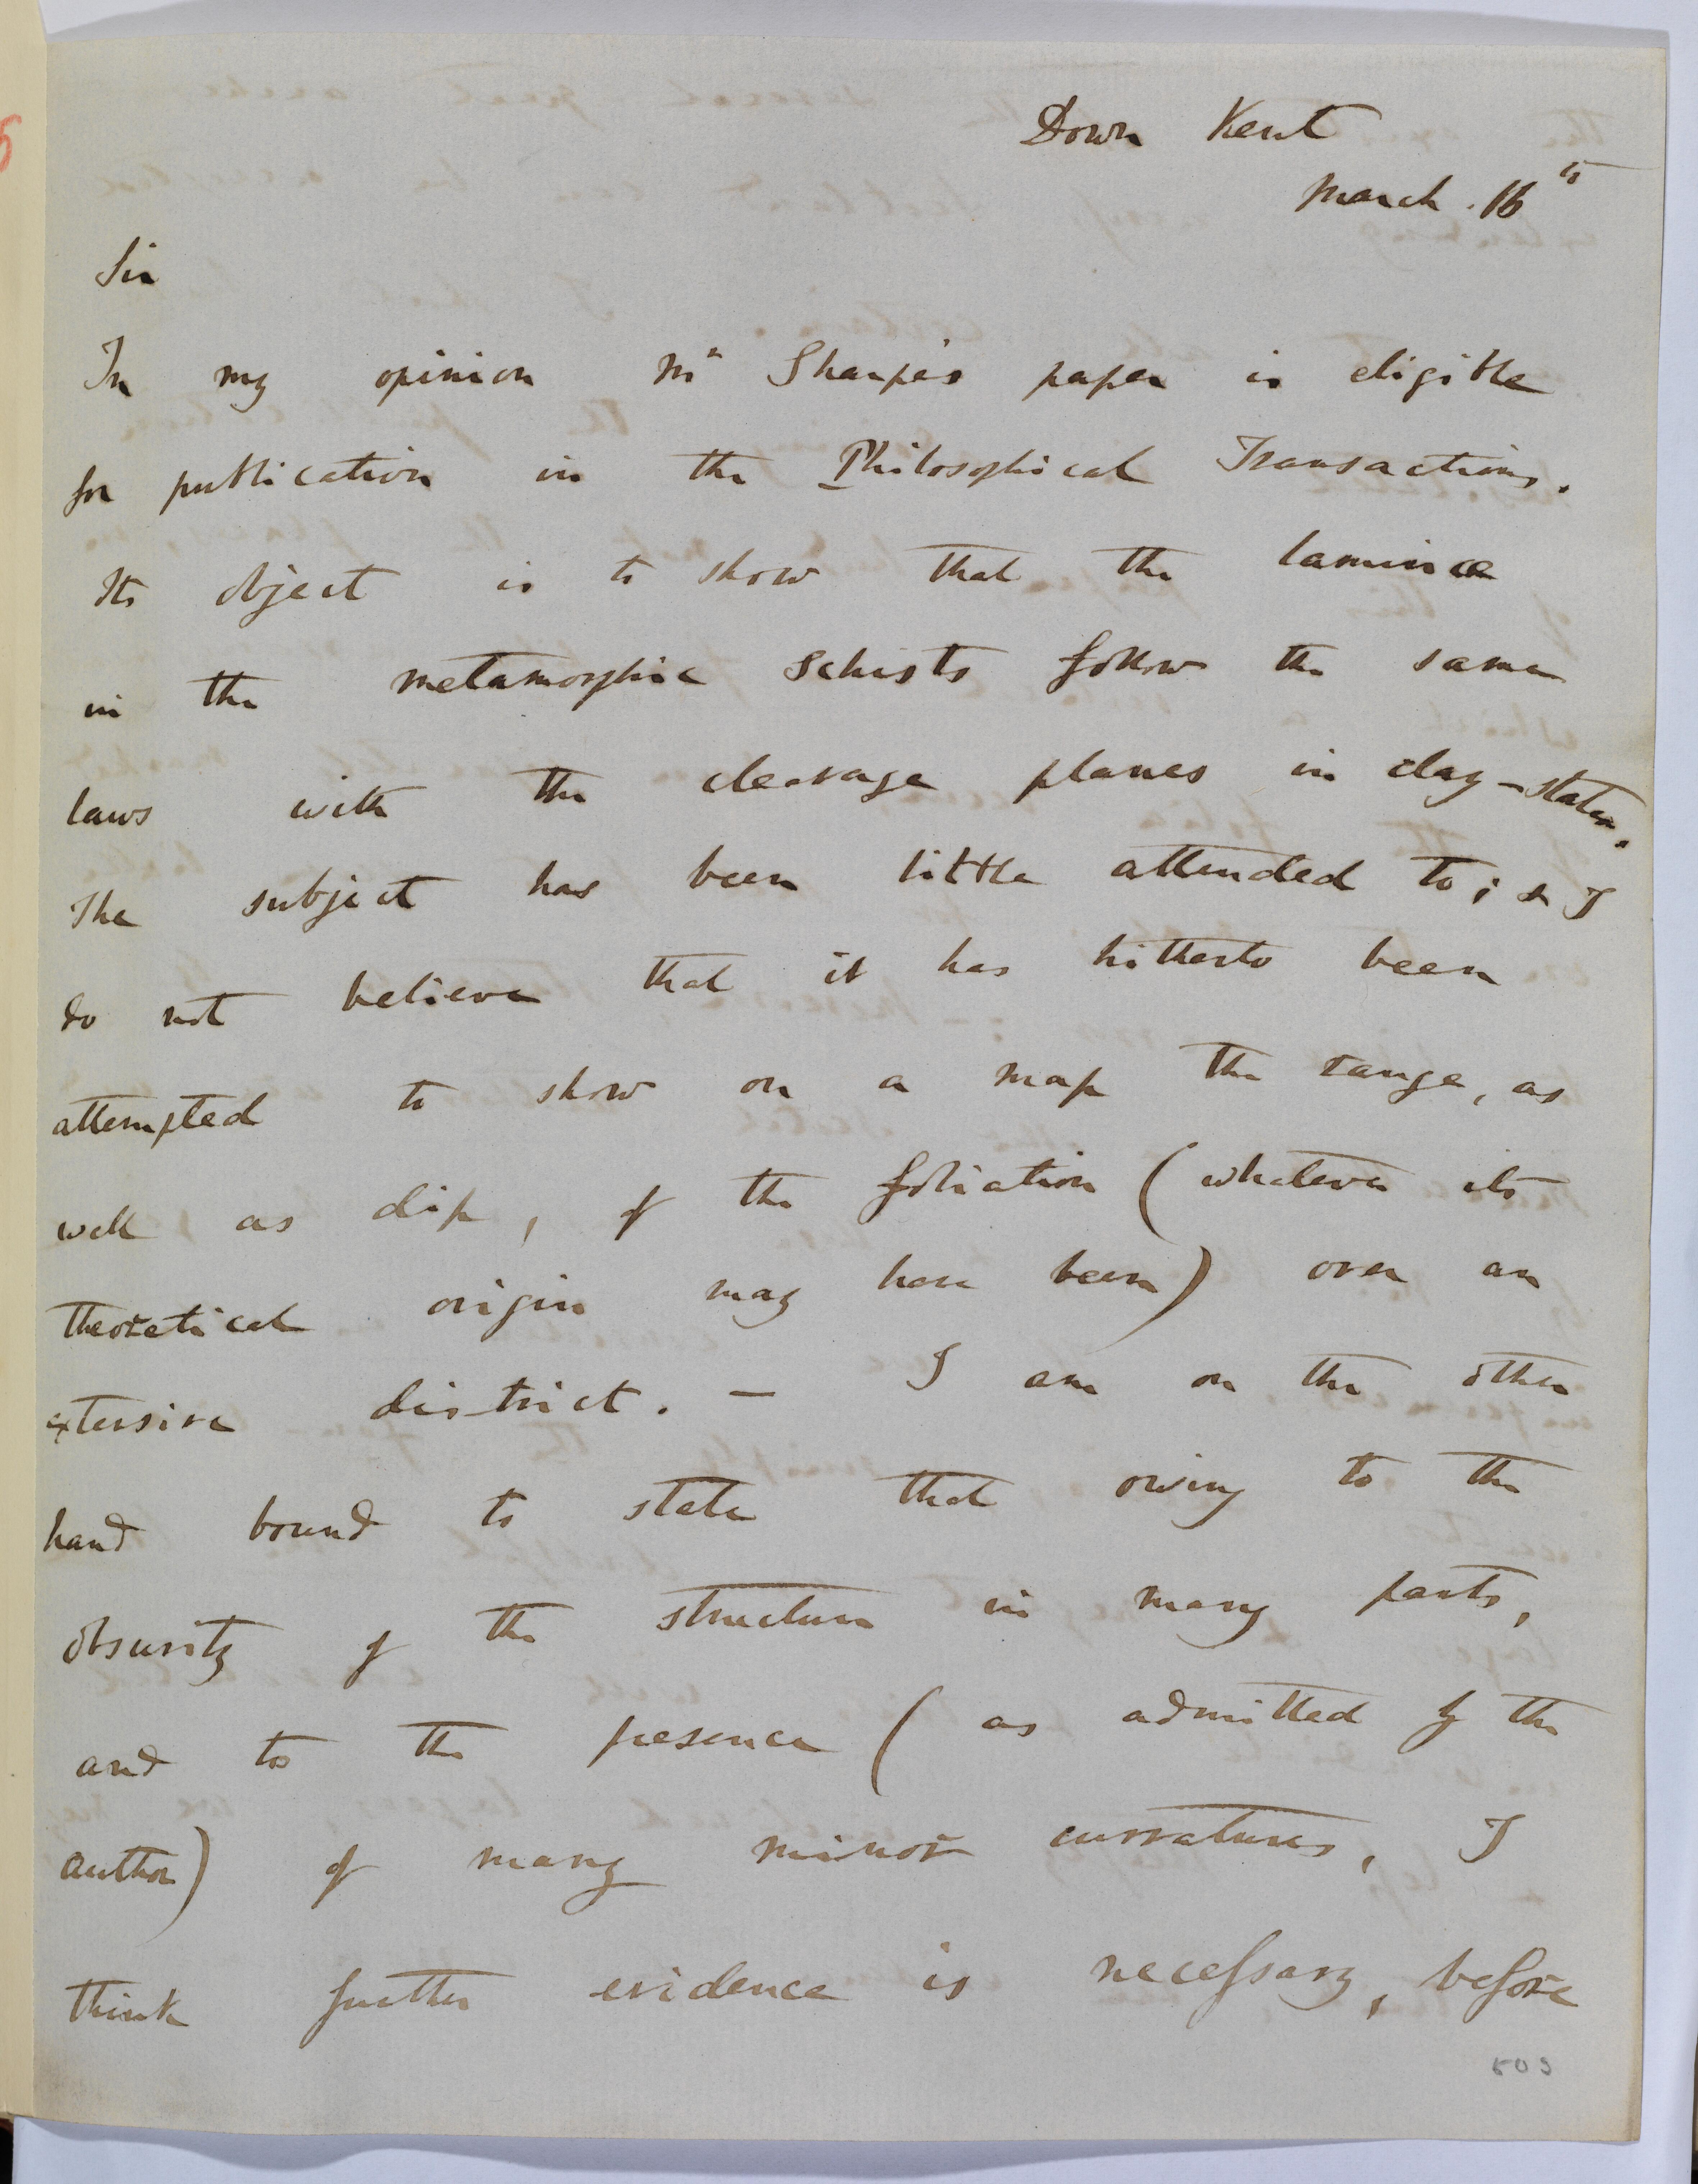 Down Kent
March. 16th
Sir
In my opinion Mr Sharpe's paper is eligible
for publication in the Philosophical Transactions.
Its object is to show that the laminæ
in the metamorphic schists follow the same
laws with the cleavage planes in clay-slates.
The subject has been little attended to; & I
do not believe that it has hitherto been
attempted to show on a map the range, as
well as dip, of the foliation (whatever its
theoretical origin may have been) over an
extensive district. — I am on the other
hand bound to state that owing to the
obsurity of the structure in many parts,
and to the presence (as admitted by the
author) of many minor curvatures, I
think further evidence is necessary, before
503